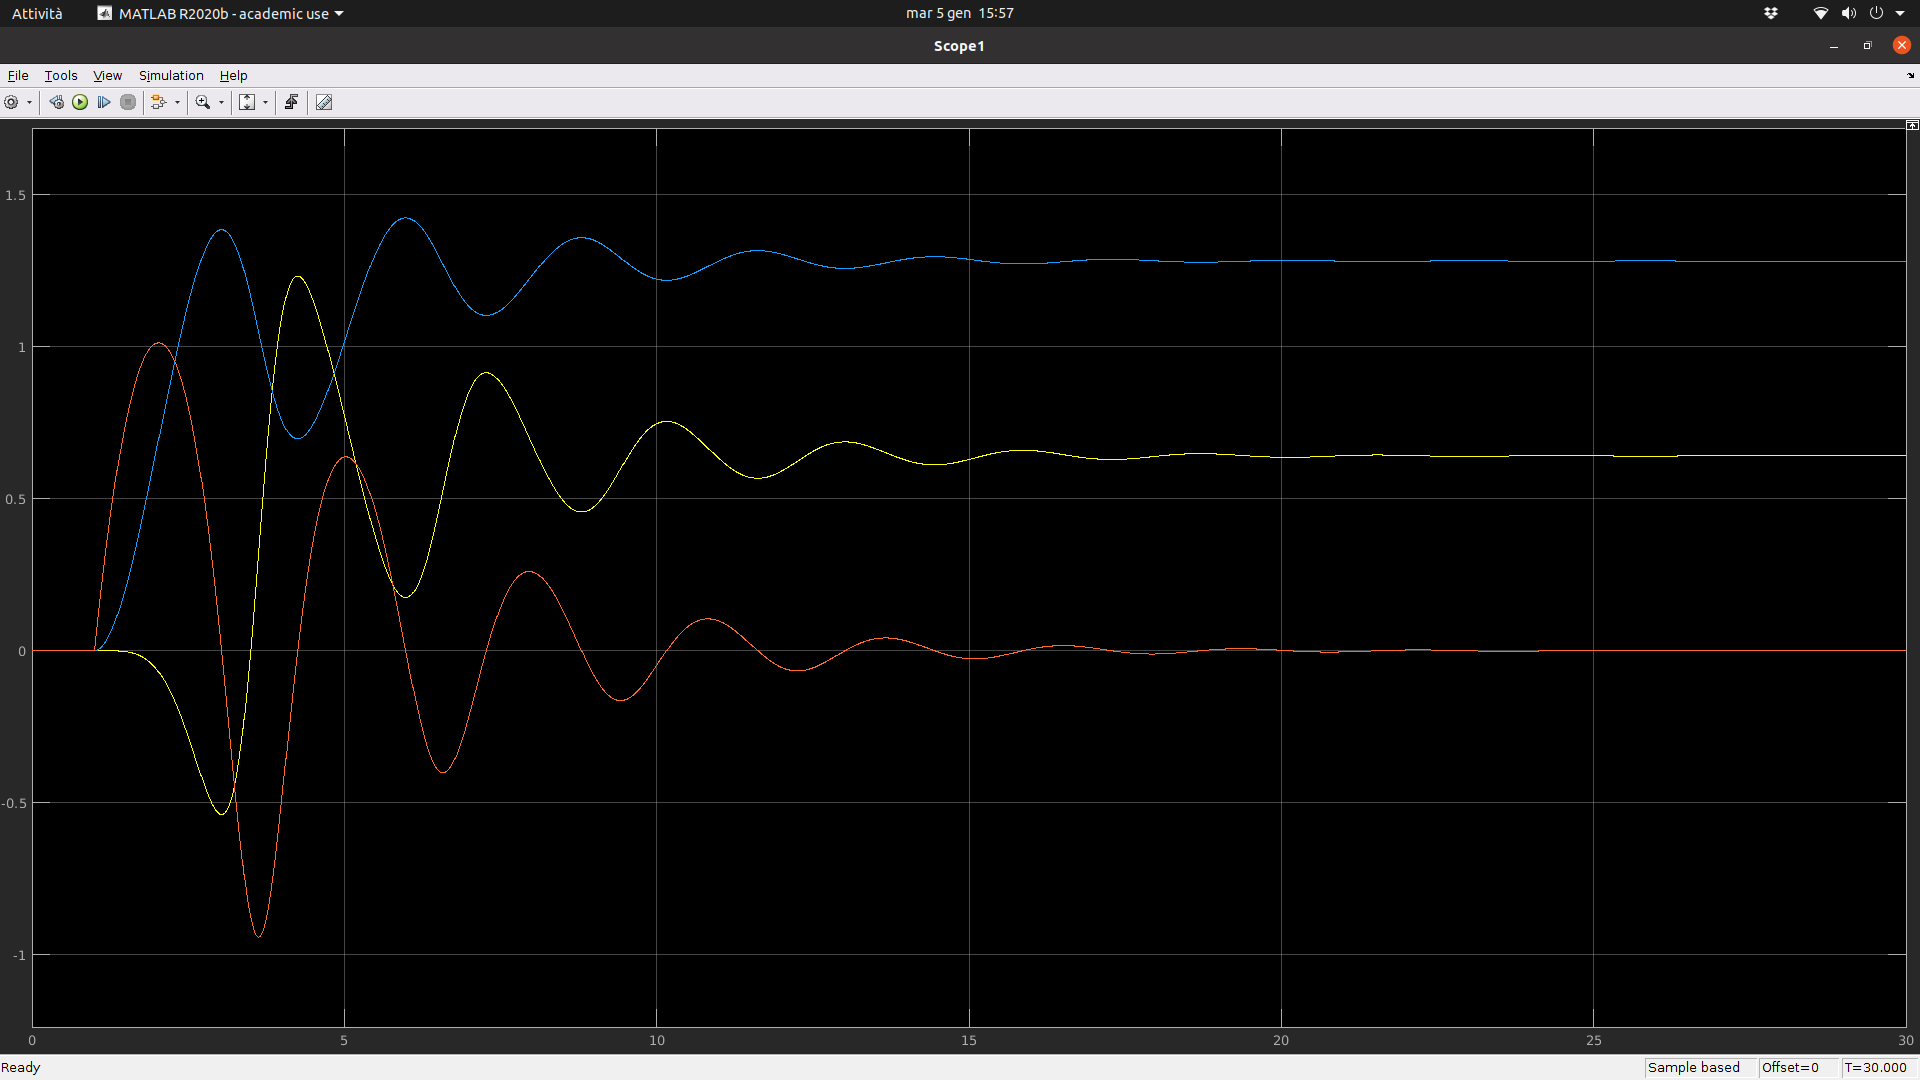 Attività MATLAB R2020b - academic use mar 5 gen 15:57
Scope1
File Tools View Simulation Help
1.5
1
0.5
0
-0.5
-1
0 5 10 15 20 25 30
Ready Sample based Offset=0 T=30.000